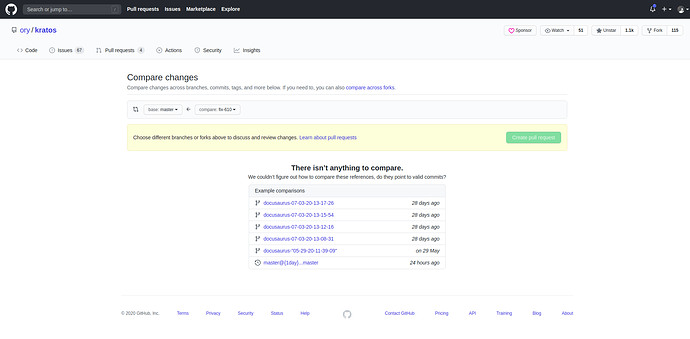 Search or jump to...
/
Pull requests
Issues
Marketplace
Explore
ory / kratos
Sponsor
Watch
51
Unstar
1.1k
Fork
115
Code
Issues
67
Pull requests
4
Actions
Security
Insights
Compare changes
Compare changes across branches, commits, tags, and more below. If you need to, you can also compare across forks.
base: master
compare: fix-610
Choose different branches or forks above to discuss and review changes. Learn about pull requests
Create pull request
There isn't anything to compare.
We couldn't figure out how to compare these references, do they point to valid commits?
Example comparisons
docusaurus-07-03-20-13-17-26 28 days ago
docusaurus-07-03-20-13-15-54 28 days ago
docusaurus-07-03-20-13-12-16 28 days ago
docusaurus-07-03-20-13-08-31 28 days ago
docusaurus-"05-29-20-11-39-09" on 29 May
master@{1day}...master 24 hours ago
© 2020 GitHub, Inc.
Terms
Privacy
Security
Status
Help
Contact GitHub
Pricing
API
Training
Blog
About